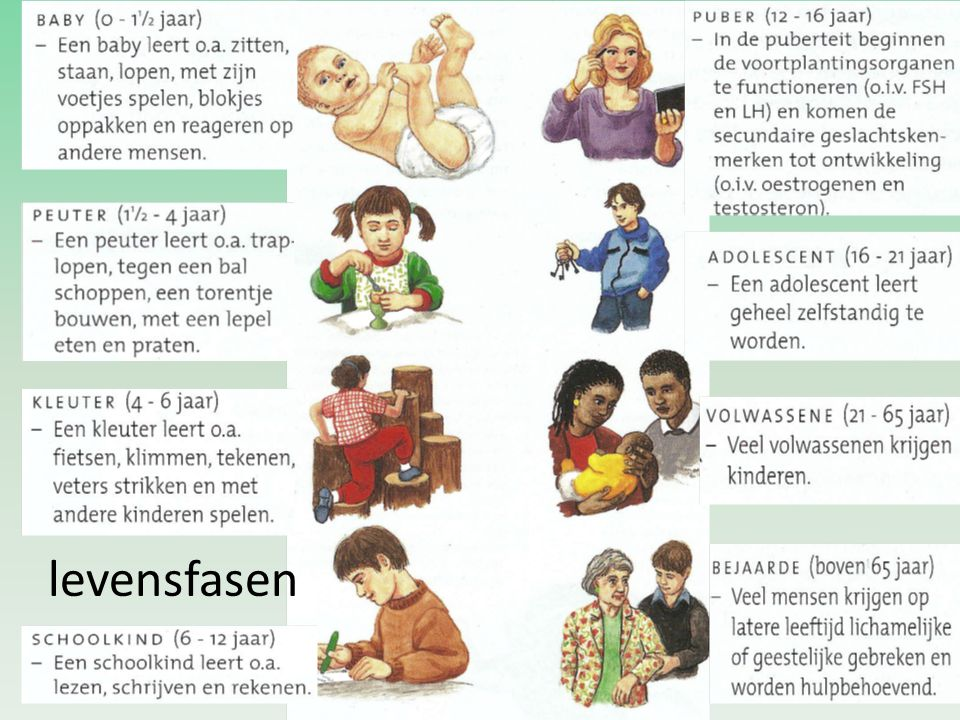 BABY (0 - 1½ jaar)
– Een baby leert o.a. zitten,
staan, lopen, met zijn
voetjes spelen, blokjes
oppakken en reageren op
andere mensen.
PEUTER (1½ - 4 jaar)
– Een peuter leert o.a. trap-
lopen, tegen een bal
schoppen, een torentje
bouwen, met een lepel
eten en praten.
KLEUTER (4 - 6 jaar)
– Een kleuter leert o.a.
fietsen, klimmen, tekenen,
veters strikken en met
andere kinderen spelen.
levensfasen
SCHOOLKIND (6 - 12 jaar)
– Een schoolkind leert o.a.
lezen, schrijven en rekenen.
PUBER (12 - 16 jaar)
– In de puberteit beginnen
de voortplantingsorganen
te functioneren (o.i.v. FSH
en LH) en komen de
secundaire geslachtsken-
merken tot ontwikkeling
(o.i.v. oestrogenen en
testosteron).
ADOLESCENT (16 - 21 jaar)
– Een adolescent leert
geheel zelfstandig te
worden.
VOLWASSENE (21 - 65 jaar)
– Veel volwassenen krijgen
kinderen.
BEJAARDE (boven 65 jaar)
– Veel mensen krijgen op
latere leeftijd lichamelijke
of geestelijke gebreken en
worden hulpbehoevend.